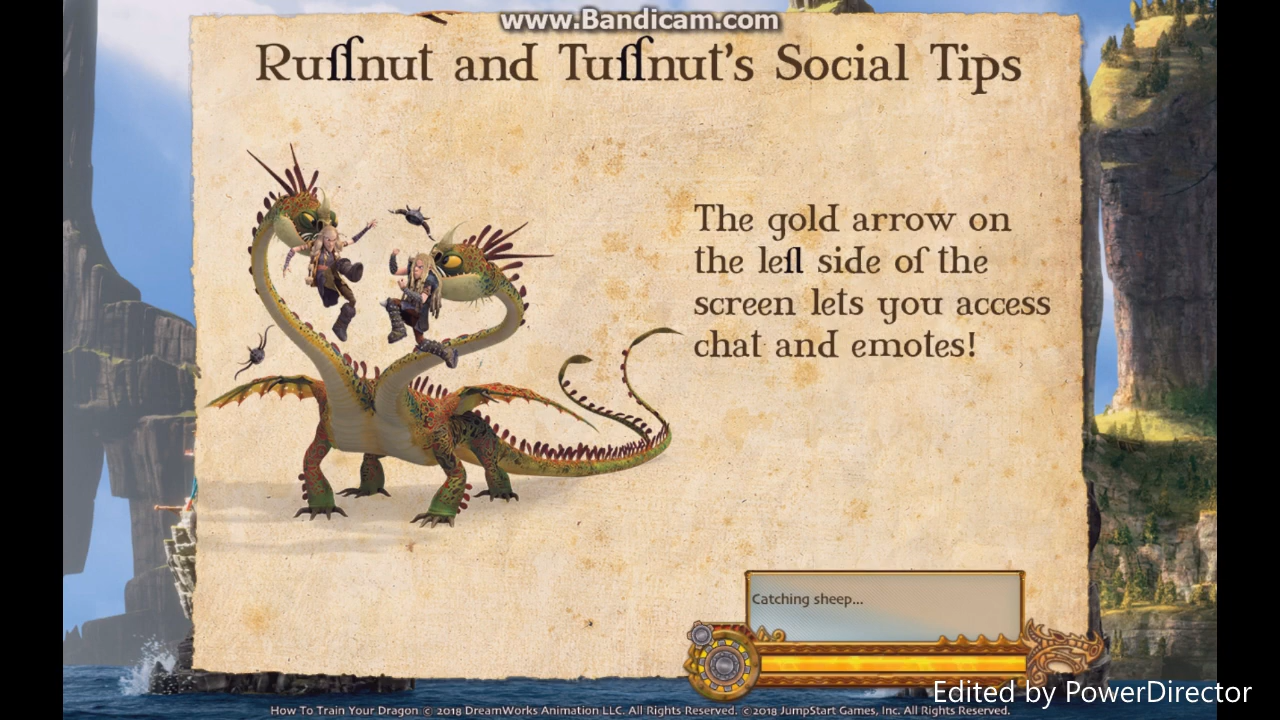 www.Bandicam.com
Ruffnut and Tuffnut's Social Tips
The gold arrow on
the left side of the
screen lets you access
chat and emotes!
Catching sheep...
Edited by PowerDirector
How To Train Your Dragon © 2018 DreamWorks Animation LLC. All Rights Reserved. ©2018 JumpStart Games, Inc. All Rights Reserved.